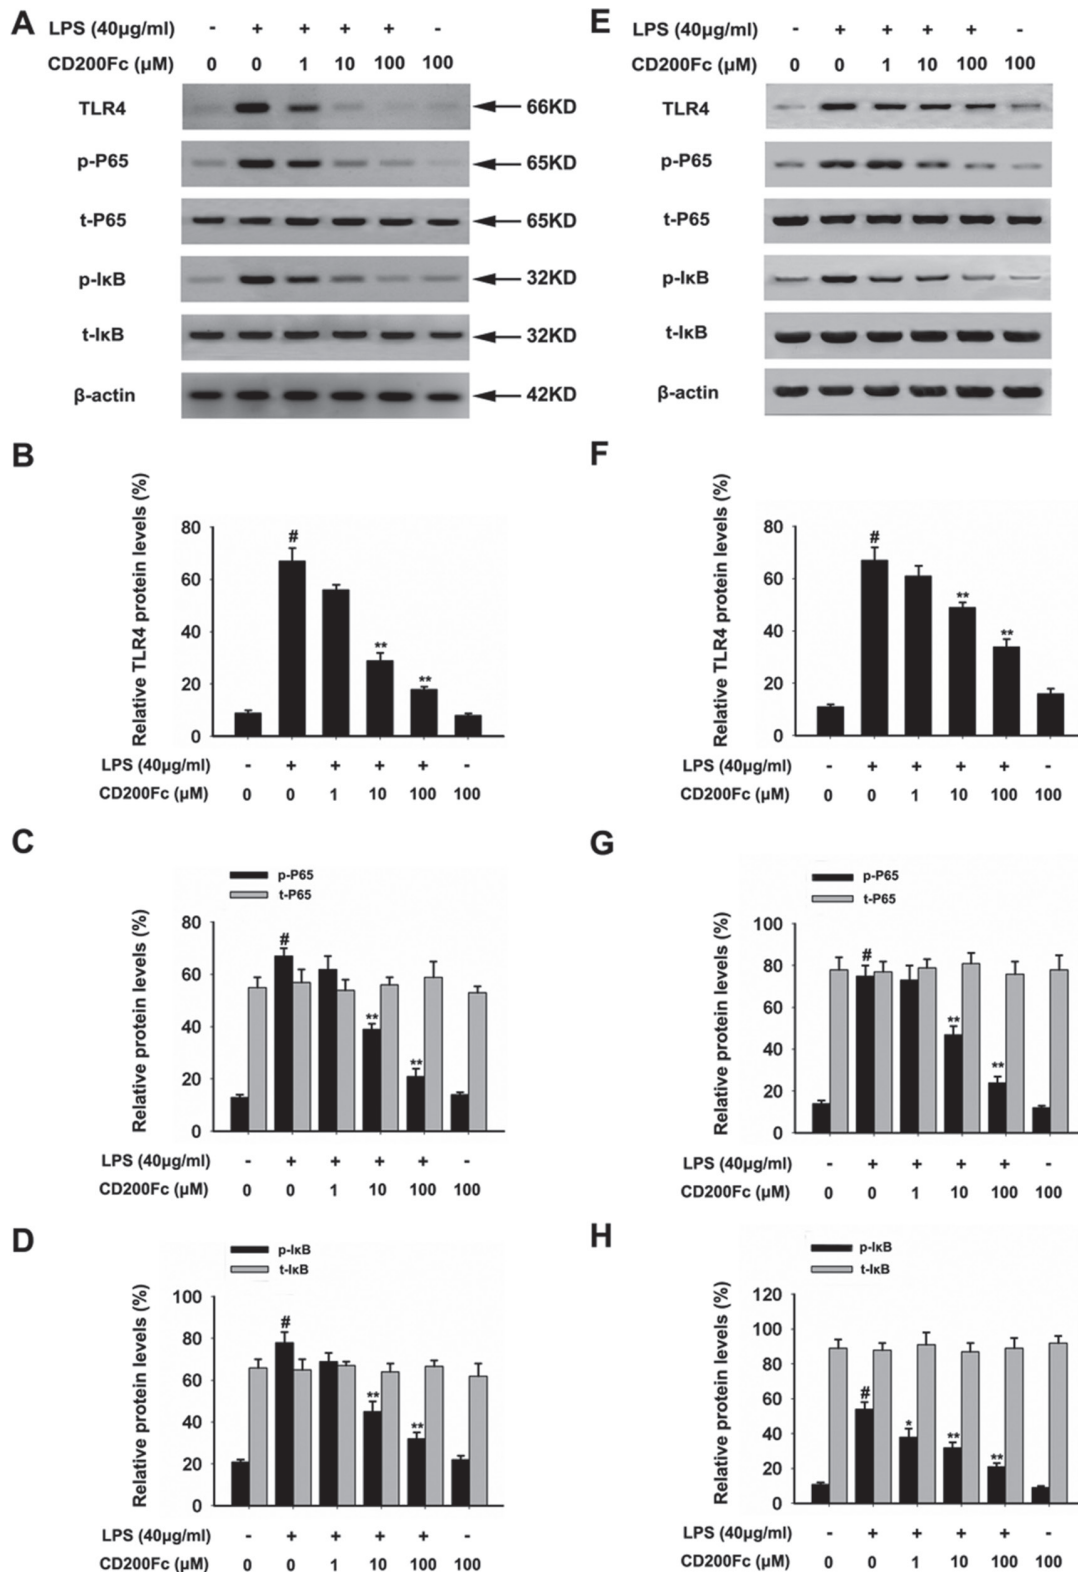 A
LPS (40μg/ml) - + + + + -
CD200Fc (μM) 0 0 1 10 100 100
TLR4 66KD
p-P65 65KD
t-P65 65KD
p-IκB 32KD
t-IκB 32KD
β-actin 42KD
E
LPS (40μg/ml) - + + + + -
CD200Fc (μM) 0 0 1 10 100 100
TLR4
p-P65
t-P65
p-IκB
t-IκB
β-actin
B
Relative TLR4 protein levels (%)
80
60
40
20
0
#
**
**
LPS (40μg/ml) - + + + + -
CD200Fc (μM) 0 0 1 10 100 100
F
Relative TLR4 protein levels (%)
80
60
40
20
0
#
**
**
LPS (40μg/ml) - + + + + -
CD200Fc (μM) 0 0 1 10 100 100
C
p-P65
t-P65
Relative protein levels (%)
80
60
40
20
0
#
**
**
LPS (40μg/ml) - + + + + -
CD200Fc (μM) 0 0 1 10 100 100
G
p-P65
t-P65
Relative protein levels (%)
100
80
60
40
20
0
#
**
**
LPS (40μg/ml) - + + + + -
CD200Fc (μM) 0 0 1 10 100 100
D
p-IκB
t-IκB
Relative protein levels (%)
100
80
60
40
20
0
#
**
**
LPS (40μg/ml) - + + + + -
CD200Fc (μM) 0 0 1 10 100 100
H
p-IκB
t-IκB
Relative protein levels (%)
120
100
80
60
40
20
0
#
*
**
**
LPS (40μg/ml) - + + + + -
CD200Fc (μM) 0 0 1 10 100 100